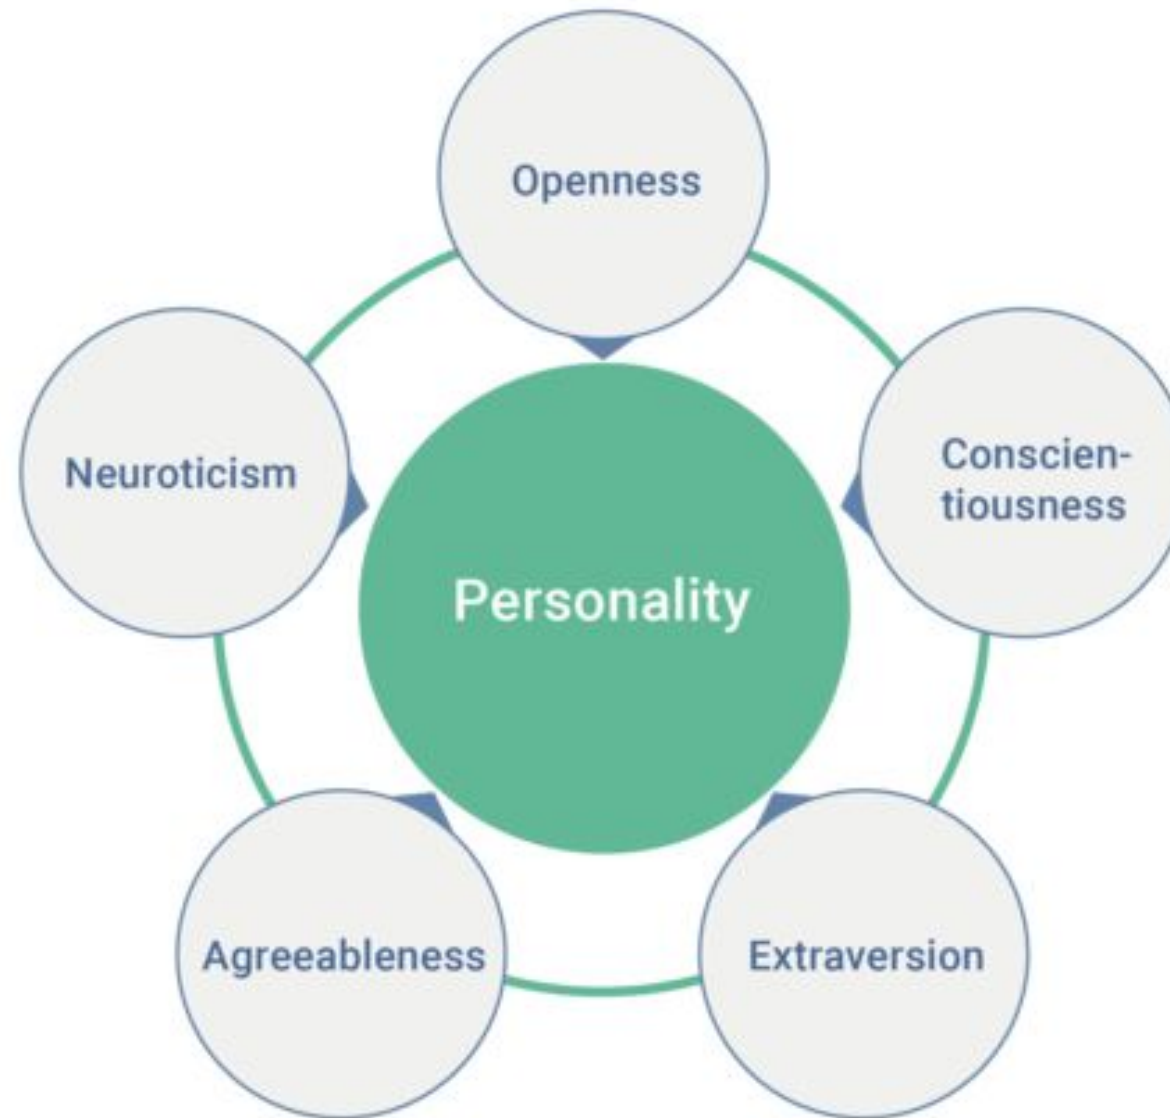 Openness
Conscien-
tiousness
Extraversion
Agreeableness
Neuroticism
Personality